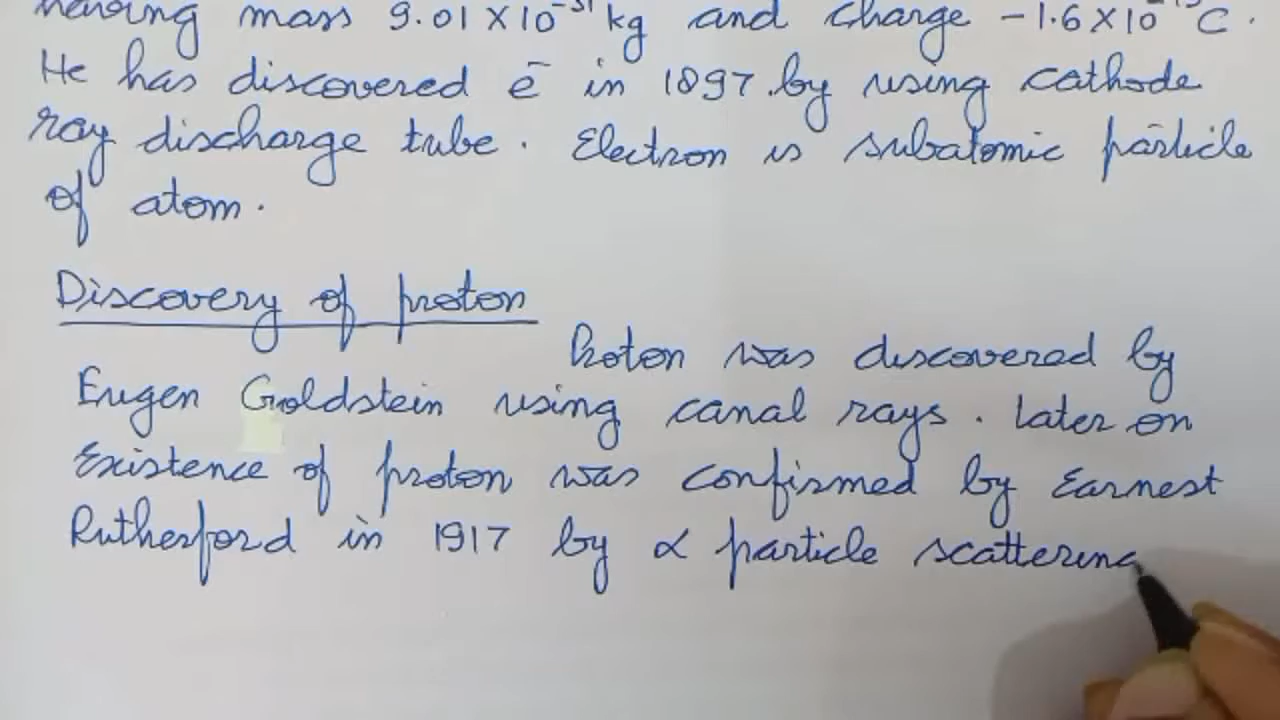 having mass 9.01 X 10⁻³¹ kg and charge -1.6 X 10⁻¹⁹ C.
He has discovered e⁻ in 1897 by using cathode
ray discharge tube. Electron is subatomic particle
of atom.
Discovery of proton
Proton was discovered by
Eugen Goldstein using canal rays. Later on
existence of proton was confirmed by Earnest
Rutherford in 1917 by α particle scattering